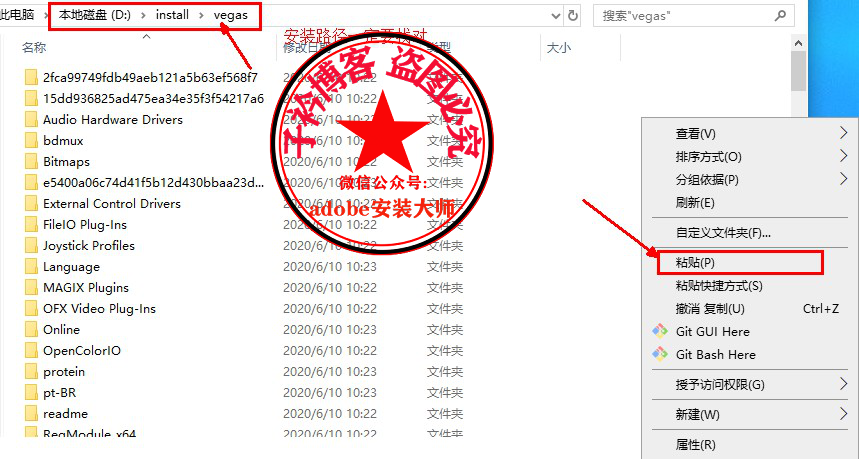 此电脑 > 本地磁盘 (D:) > install > vegas
搜索"vegas"
安装路径一定要找对
名称 修改日期 类型 大小
2fca99749fdb49aeb121a5b63ef568f7 2020/6/10 10:22 文件夹
15dd936825ad475ea34e35f3f54217a6 2020/6/10 10:22 文件夹
Audio Hardware Drivers 2020/6/10 10:22 文件夹
bdmux 2020/6/10 10:22 文件夹
Bitmaps 2020/6/10 10:22 文件夹
e5400a06c74d41f5b12d430bbaa23d... 2020/6/10 10:22 文件夹
External Control Drivers 2020/6/10 10:22 文件夹
FileIO Plug-Ins 2020/6/10 10:22 文件夹
Joystick Profiles 2020/6/10 10:22 文件夹
Language 2020/6/10 10:23 文件夹
MAGIX Plugins 2020/6/10 10:22 文件夹
OFX Video Plug-Ins 2020/6/10 10:22 文件夹
Online 2020/6/10 10:23 文件夹
OpenColorIO 2020/6/10 10:22 文件夹
protein 2020/6/10 10:23 文件夹
pt-BR 2020/6/10 10:23 文件夹
readme 2020/6/10 10:22 文件夹
RegModule_x64 2020/6/10 10:22 文件夹
子衿博客 盗图必究
微信公众号:
adobe安装大师
查看(V)
排序方式(O)
分组依据(P)
刷新(E)
自定义文件夹(F)...
粘贴(P)
粘贴快捷方式(S)
撤消 复制(U) Ctrl+Z
Git GUI Here
Git Bash Here
授予访问权限(G)
新建(W)
属性(R)